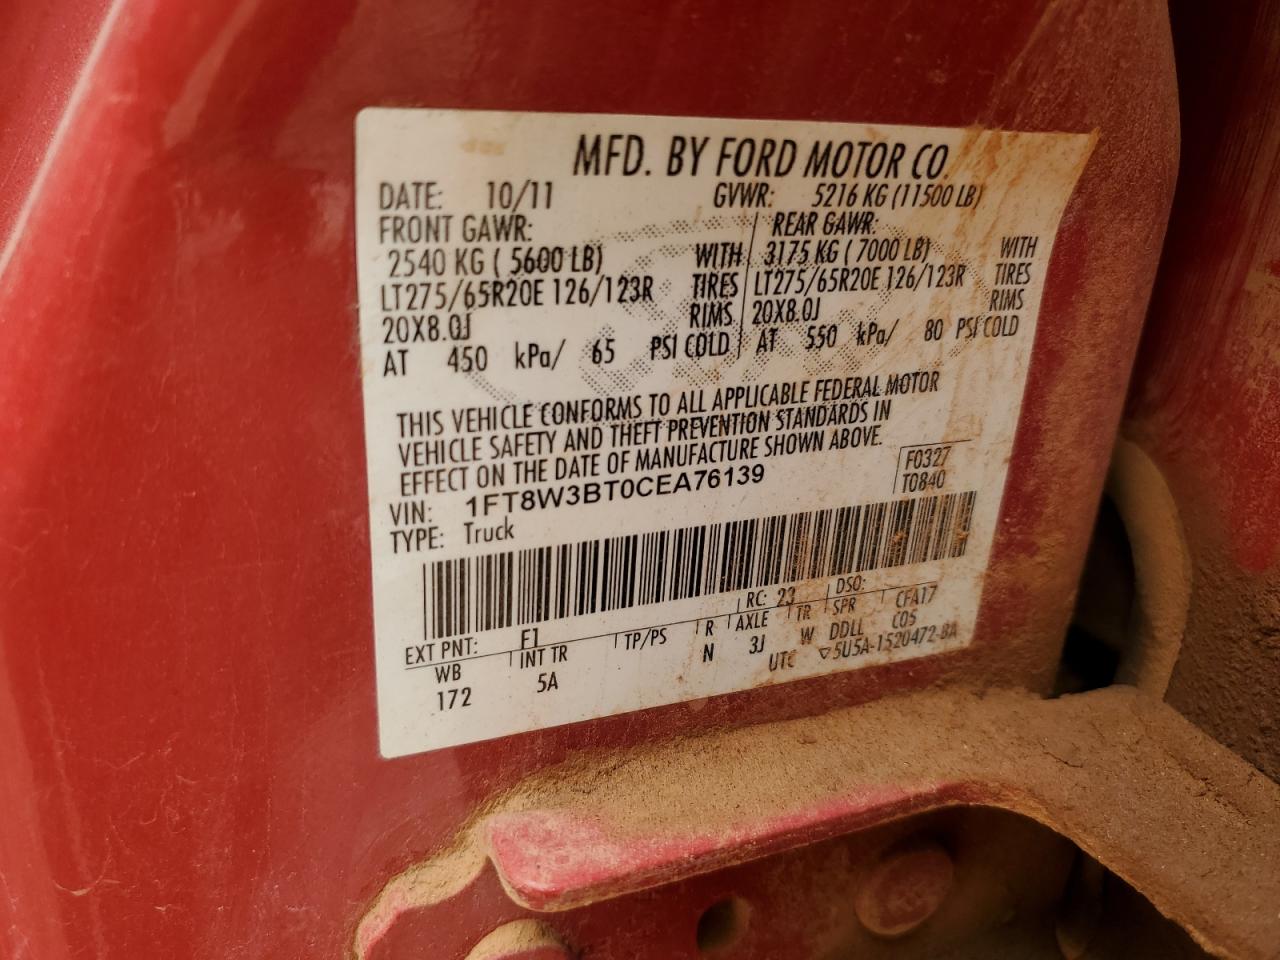 MFD. BY FORD MOTOR CO.
DATE: 10/11 GVWR: 5216 KG (11500 LB)
FRONT GAWR: REAR GAWR:
2540 KG ( 5600 LB) WITH 3175 KG ( 7000 LB) WITH
LT275/65R20E 126/123R TIRES LT275/65R20E 126/123R TIRES
20X8.0J RIMS 20X8.0J RIMS
AT 450 kPa/ 65 PSI COLD AT 550 kPa/ 80 PSI COLD
THIS VEHICLE CONFORMS TO ALL APPLICABLE FEDERAL MOTOR
VEHICLE SAFETY AND THEFT PREVENTION STANDARDS IN
EFFECT ON THE DATE OF MANUFACTURE SHOWN ABOVE.
VIN: 1FT8W3BT0CEA76139 F0327
TYPE: Truck T0840
EXT PNT: F1 RC: 23 DSO:
WB INT TR TP/PS R AXLE TR SPR CFA17
172 5A N 3J W DDLL C05
UTC ▽5U5A-1520472-BA